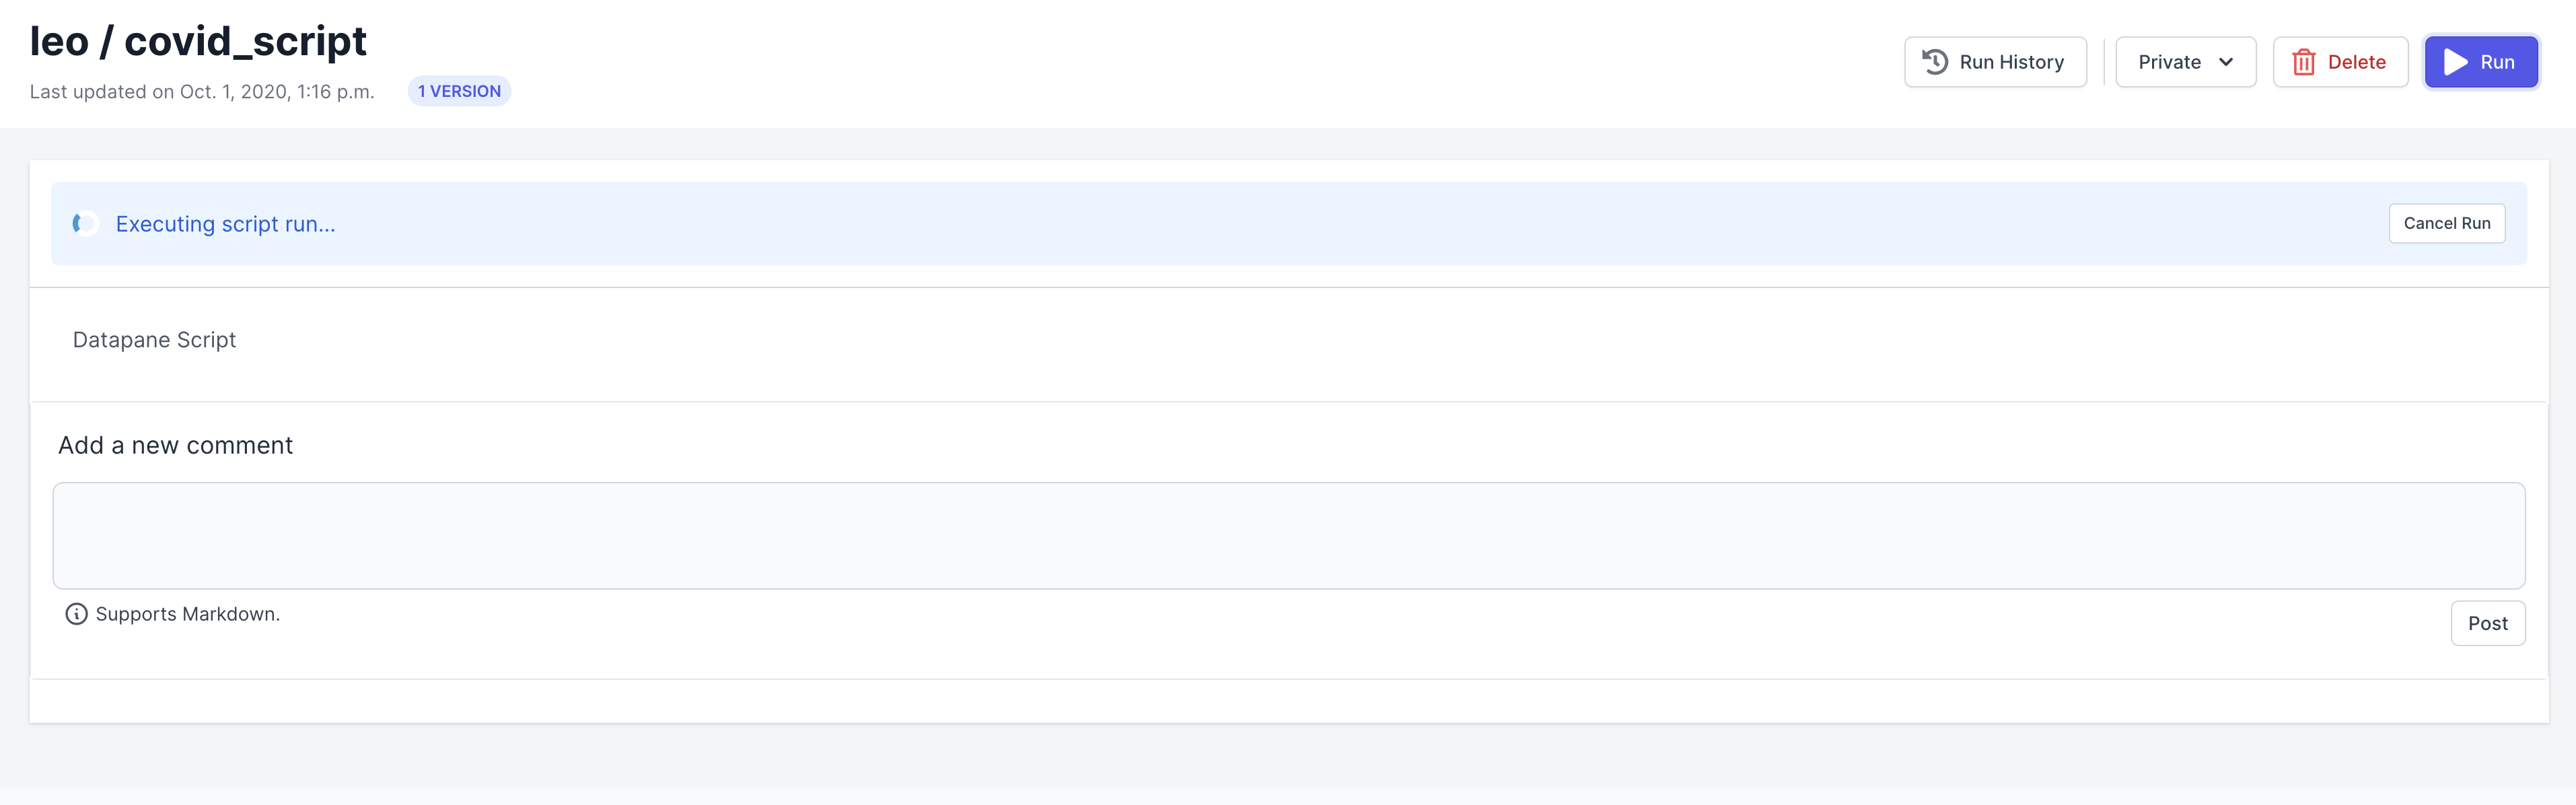 leo / covid_script
Last updated on Oct. 1, 2020, 1:16 p.m. 1 VERSION
Run History Private Delete Run
Executing script run...
Cancel Run
Datapane Script
Add a new comment
Supports Markdown.
Post